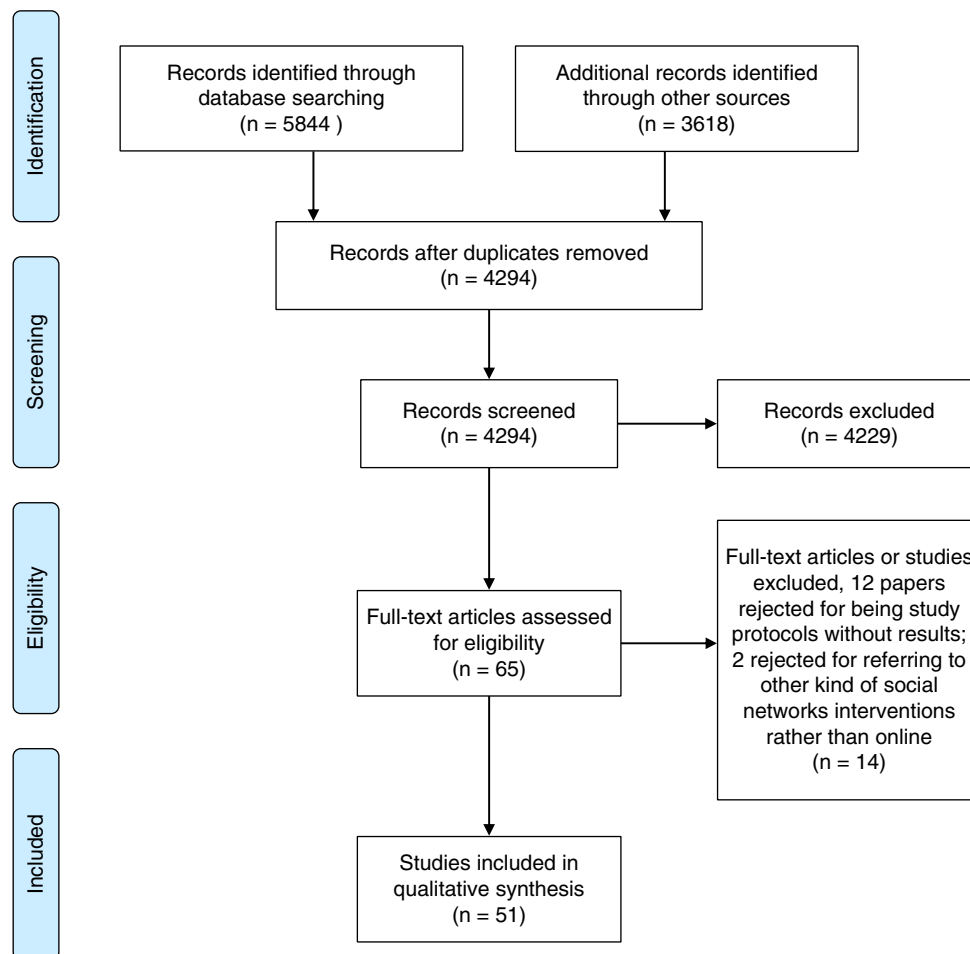 Identification
Records identified through
database searching
(n = 5844 )
Additional records identified
through other sources
(n = 3618)
Records after duplicates removed
(n = 4294)
Screening
Records screened
(n = 4294)
Records excluded
(n = 4229)
Eligibility
Full-text articles assessed
for eligibility
(n = 65)
Full-text articles or studies
excluded, 12 papers
rejected for being study
protocols without results;
2 rejected for referring to
other kind of social
networks interventions
rather than online
(n = 14)
Included
Studies included in
qualitative synthesis
(n = 51)